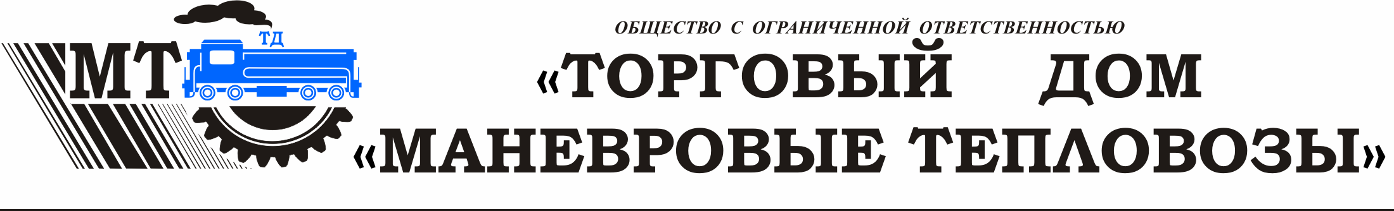 МТ
ТД
ОБЩЕСТВО С ОГРАНИЧЕННОЙ ОТВЕТСТВЕННОСТЬЮ
«ТОРГОВЫЙ ДОМ
«МАНЕВРОВЫЕ ТЕПЛОВОЗЫ»